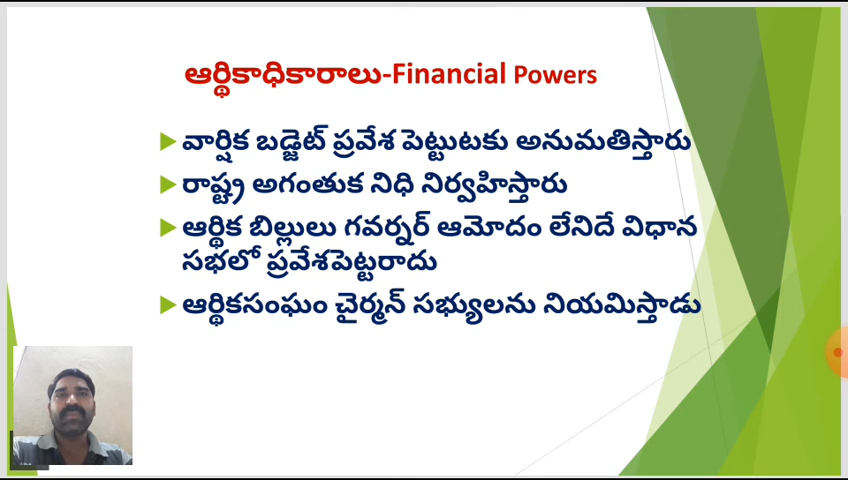 ఆర్థికాధికారాలు-Financial Powers
వార్షిక బడ్జెట్ ప్రవేశ పెట్టుటకు అనుమతిస్తారు
రాష్ట్ర అగంతుక నిధి నిర్వహిస్తారు
ఆర్థిక బిల్లులు గవర్నర్ ఆమోదం లేనిదే విధాన
సభలో ప్రవేశపెట్టరాదు
ఆర్థికసంఘం చైర్మన్ సభ్యులను నియమిస్తాడు